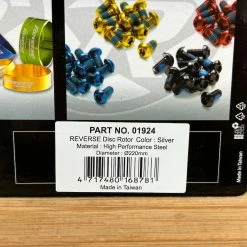 PART NO. 01924
REVERSE Disc Rotor Color : Silver
Material : High Performance Steel
Diameter : Ø220mm
4 717480 168781
Made in Taiwan